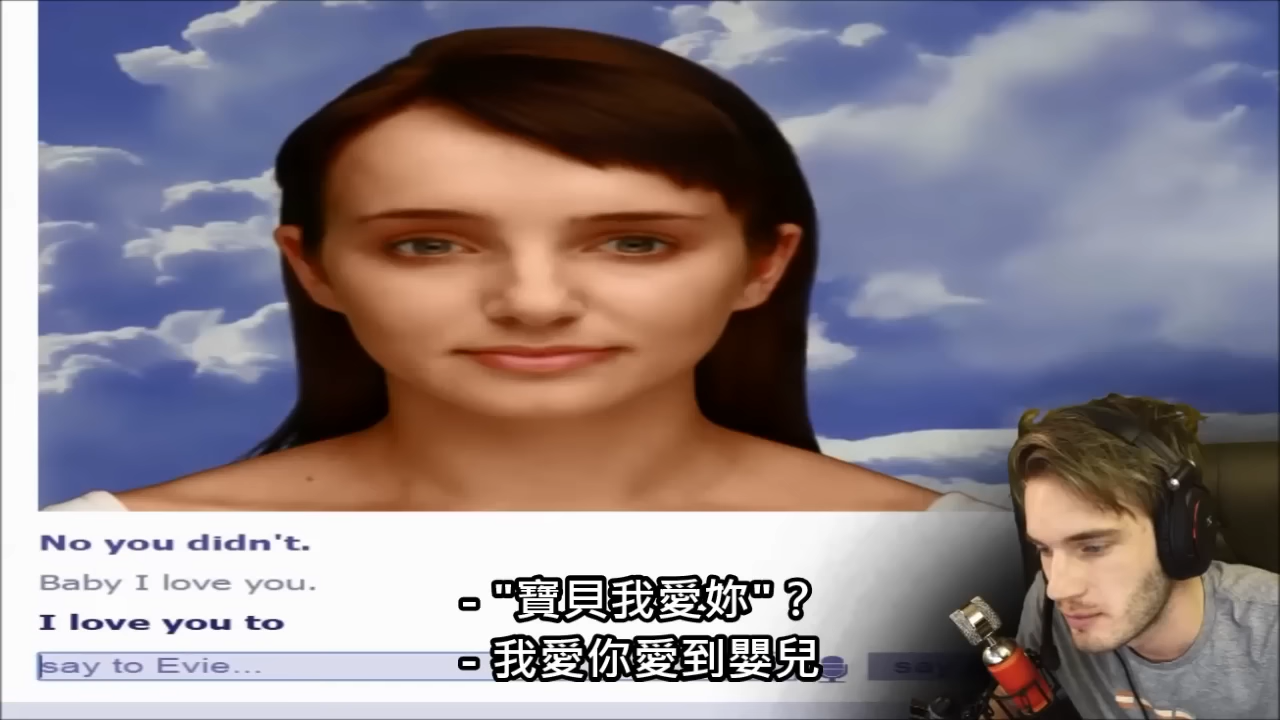 No you didn't.
Baby I love you.
I love you to
say to Evie...
say
- "寶貝我愛妳"？
- 我愛你愛到嬰兒